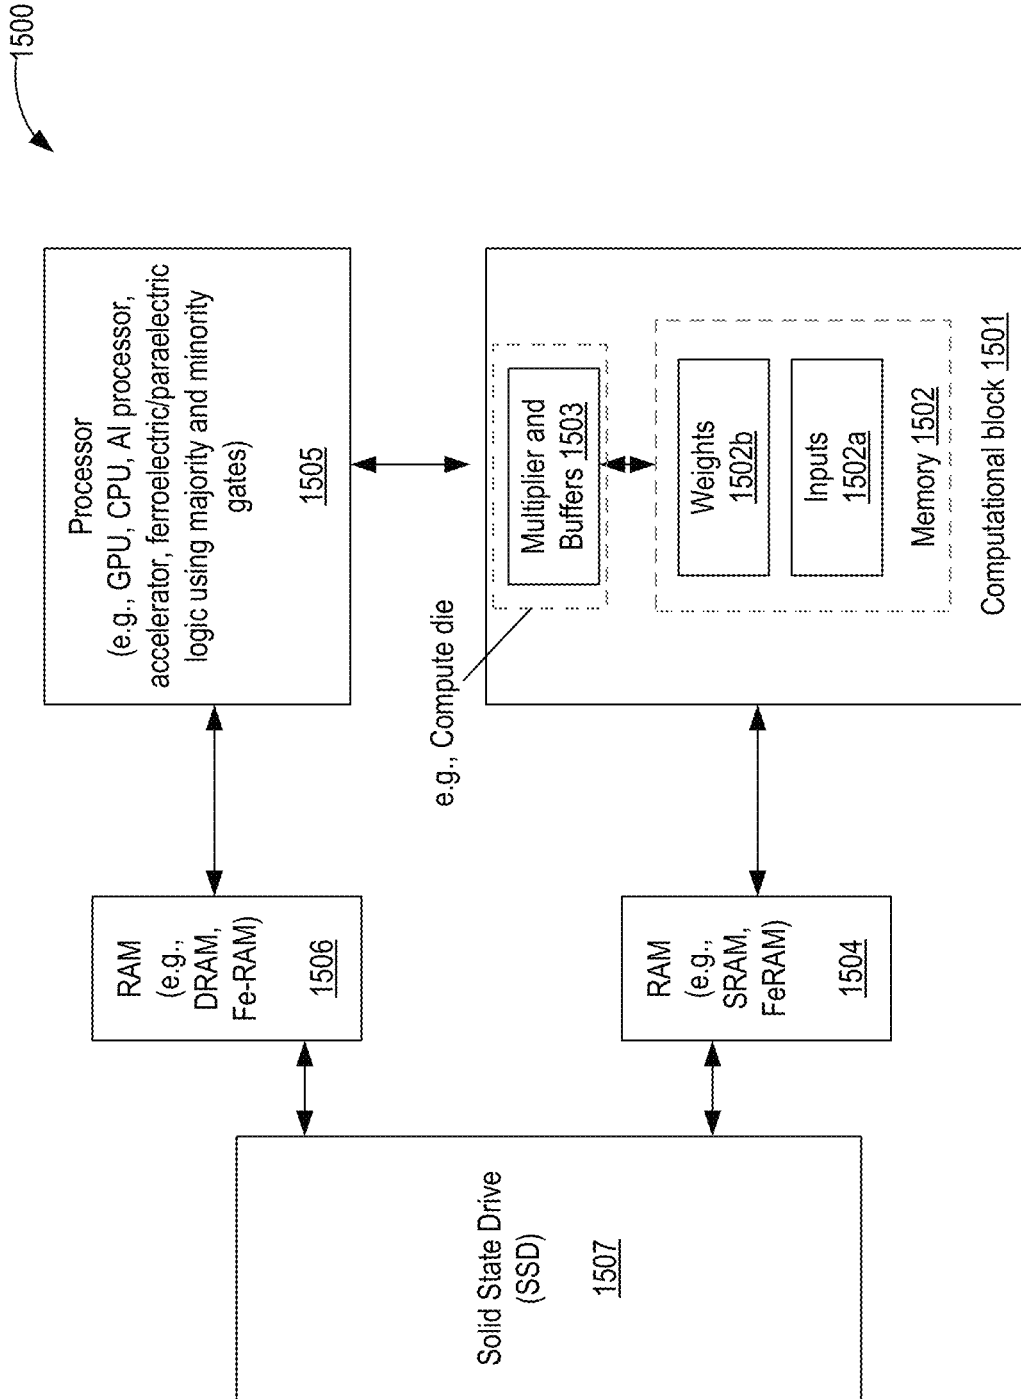 1500
Processor
(e.g., GPU, CPU, AI processor,
accelerator, ferroelectric/paraelectric
logic using majority and minority
gates)
1505
RAM
(e.g.,
DRAM,
Fe-RAM)
1506
e.g., Compute die
Multiplier and
Buffers 1503
Weights
1502b
Inputs
1502a
Memory 1502
Computational block 1501
RAM
(e.g.,
SRAM,
FeRAM)
1504
Solid State Drive
(SSD)
1507